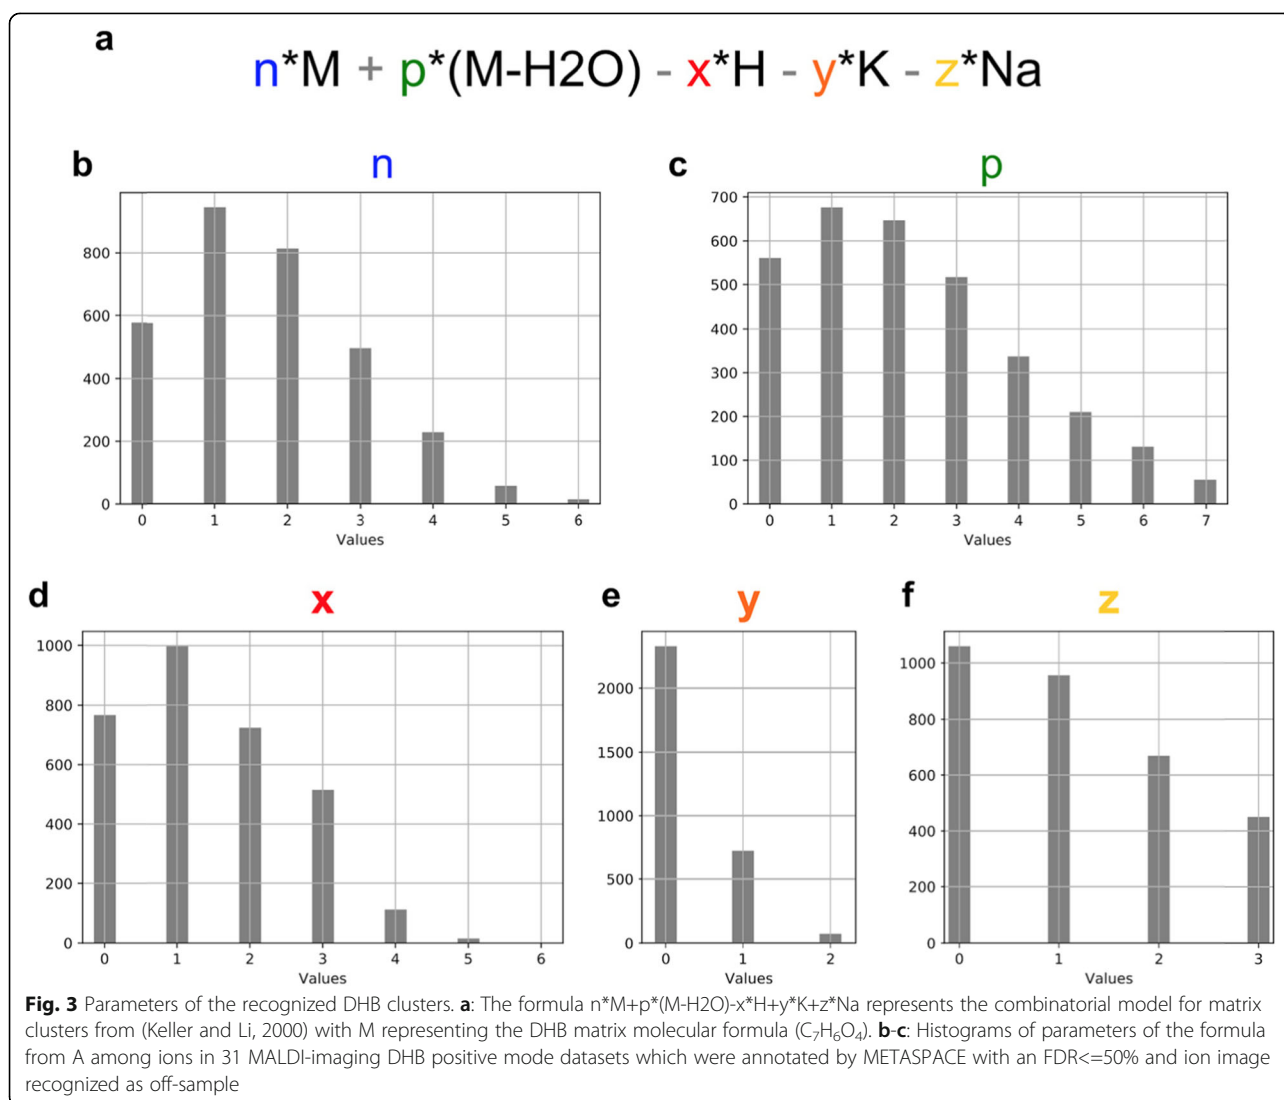 a
n*M + p*(M-H2O) - x*H - y*K - z*Na
b
n
800
600
400
200
0
0 1 2 3 4 5 6
Values
c
p
700
600
500
400
300
200
100
0
0 1 2 3 4 5 6 7
Values
d
x
1000
800
600
400
200
0
0 1 2 3 4 5 6
Values
e
y
2000
1500
1000
500
0
0 1 2
Values
f
z
1000
800
600
400
200
0
0 1 2 3
Values
Fig. 3 Parameters of the recognized DHB clusters. a: The formula n*M+p*(M-H2O)-x*H+y*K+z*Na represents the combinatorial model for matrix
clusters from (Keller and Li, 2000) with M representing the DHB matrix molecular formula (C₇H₆O₄). b-c: Histograms of parameters of the formula
from A among ions in 31 MALDI-imaging DHB positive mode datasets which were annotated by METASPACE with an FDR<=50% and ion image
recognized as off-sample